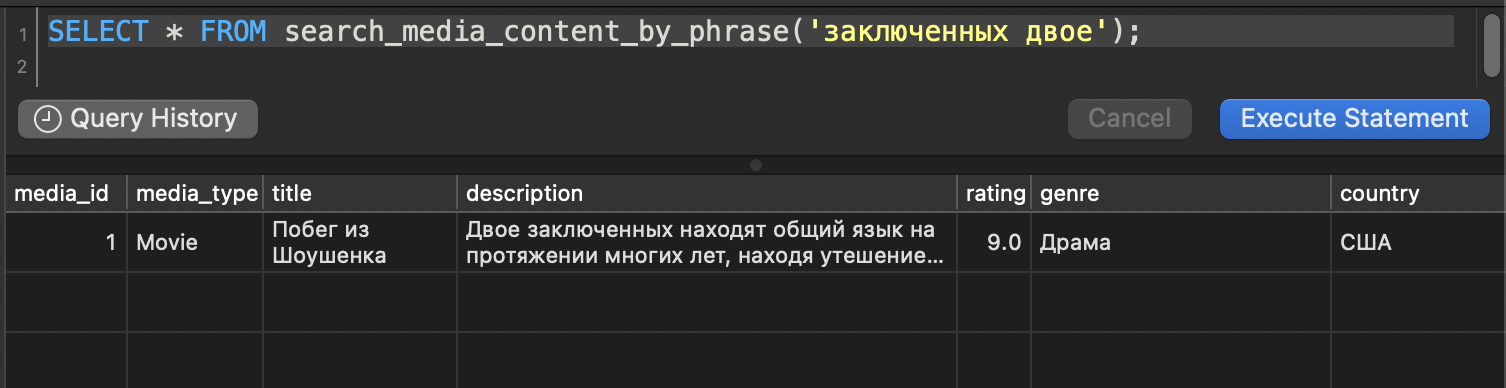 1 SELECT * FROM search_media_content_by_phrase('заключенных двое');
2
Query History Cancel Execute Statement
media_id media_type title description rating genre country
1 Movie Побег из Шоушенка Двое заключенных находят общий язык на протяжении многих лет, находя утешение... 9.0 Драма США